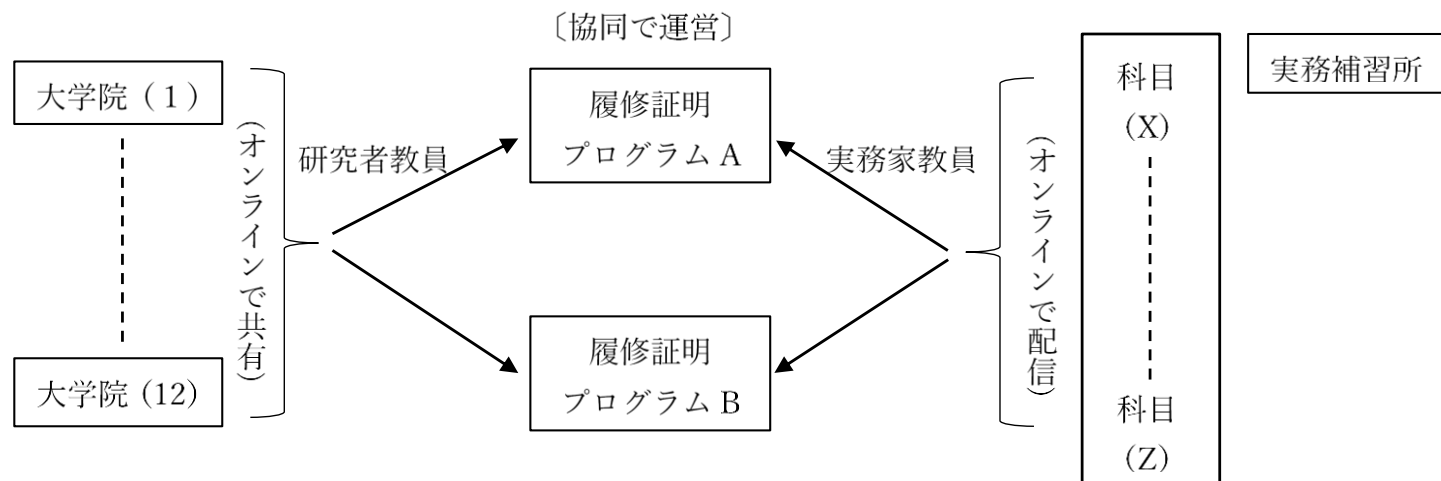 〔協同で運営〕
大学院（1）
大学院 (12)
(オンラインで共有)
研究者教員
履修証明
プログラム A
履修証明
プログラム B
実務家教員
(オンラインで配信)
科目
(X)
科目
(Z)
実務補習所